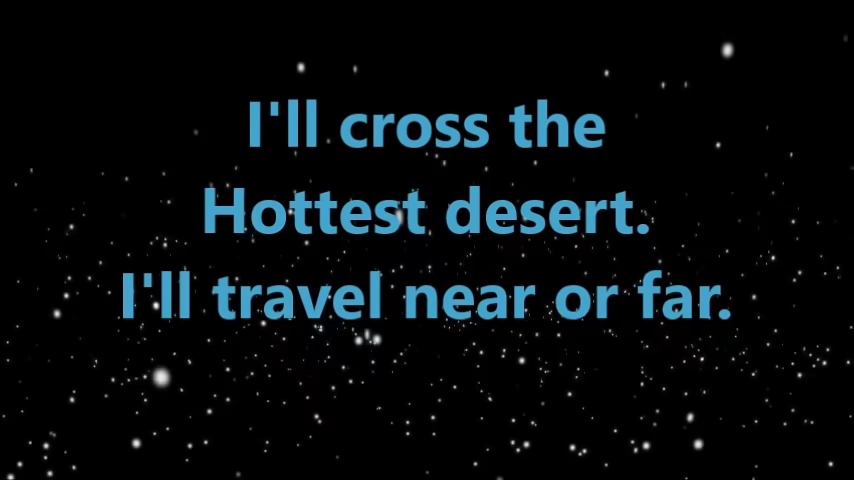 I'll cross the
Hottest desert.
I'll travel near or far.